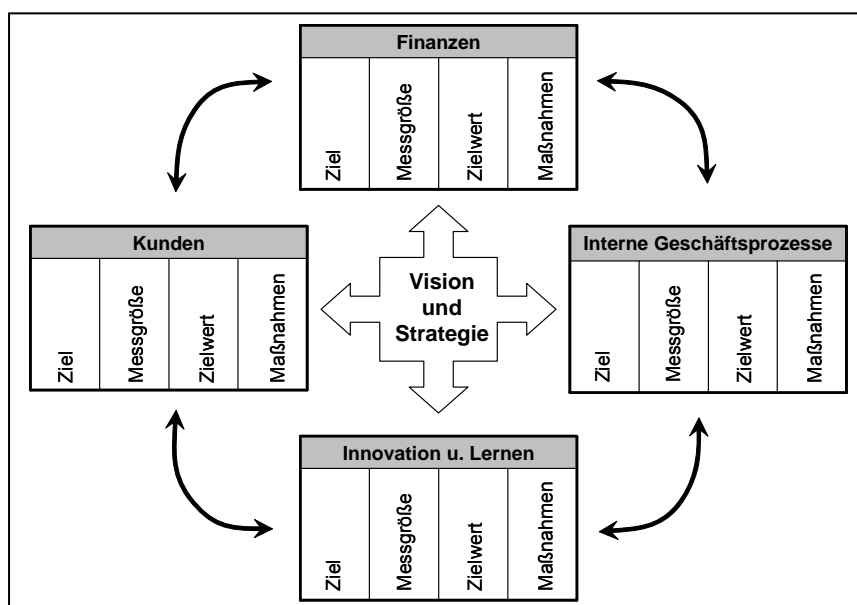 Finanzen
Ziel
Messgröße
Zielwert
Maßnahmen
Kunden
Ziel
Messgröße
Zielwert
Maßnahmen
Vision
und
Strategie
Interne Geschäftsprozesse
Ziel
Messgröße
Zielwert
Maßnahmen
Innovation u. Lernen
Ziel
Messgröße
Zielwert
Maßnahmen